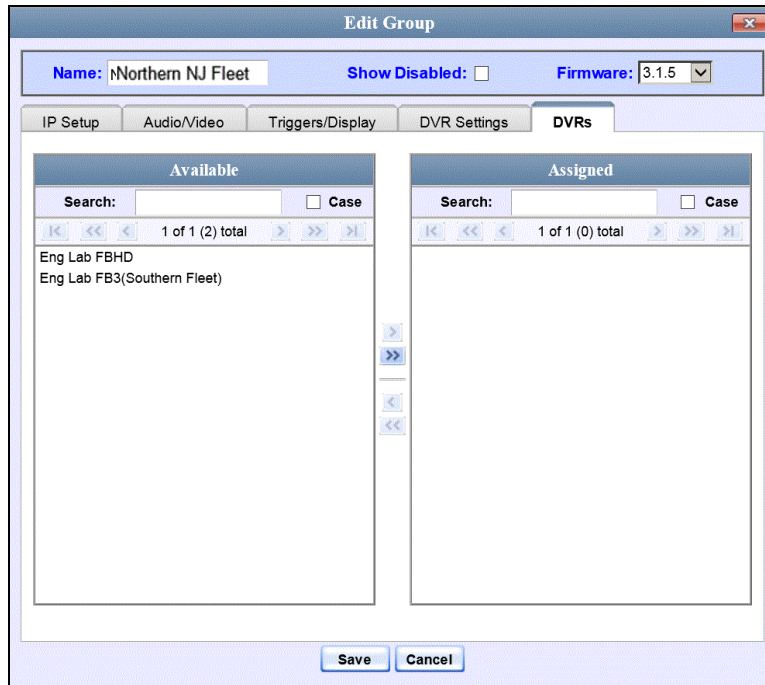 Edit Group
Name: Northern NJ Fleet Show Disabled: Firmware: 3.1.5
IP Setup Audio/Video Triggers/Display DVR Settings DVRs
Available Assigned
Search: Case Search: Case
|< << < 1 of 1 (2) total > >> >| |< << < 1 of 1 (0) total > >> >|
Eng Lab FBHD
Eng Lab FB3(Southern Fleet)
>
>>
<
<<
Save Cancel